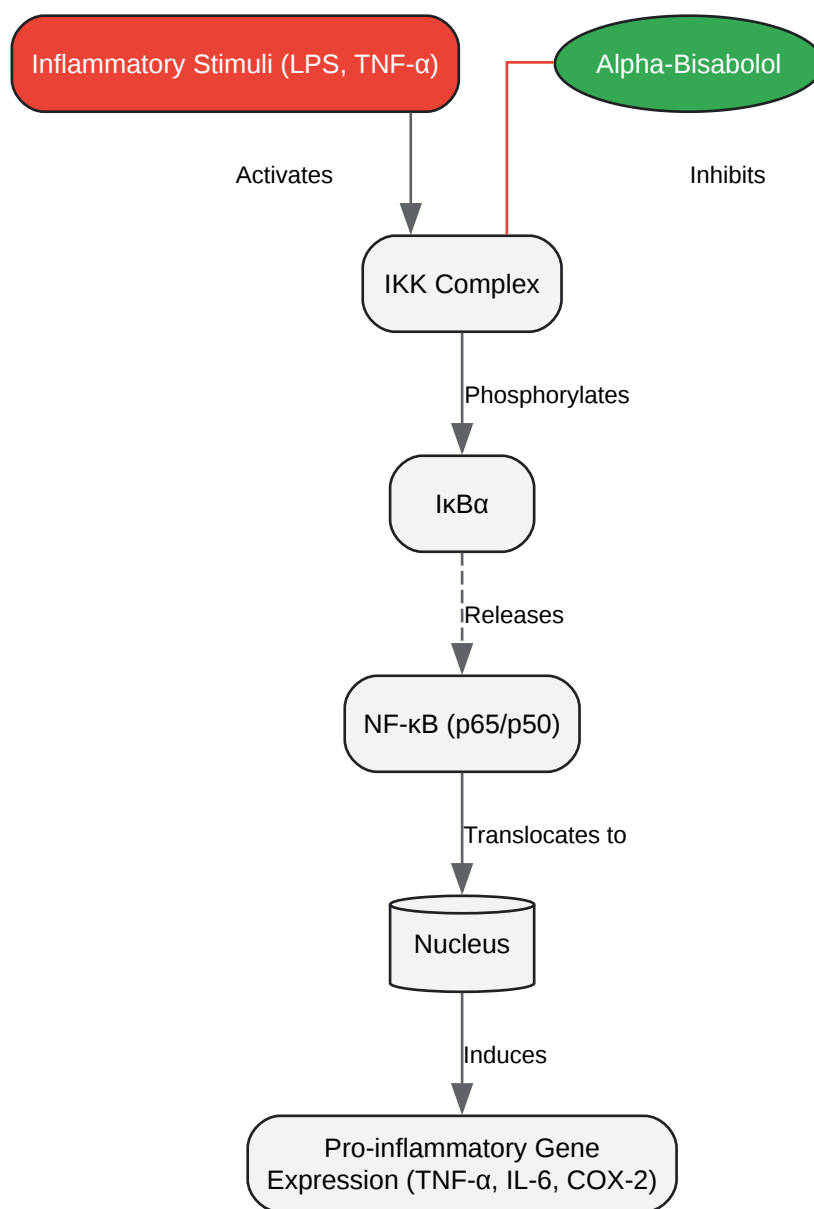 Inflammatory Stimuli (LPS, TNF-α)
Alpha-Bisabolol
Activates
Inhibits
IKK Complex
Phosphorylates
IκBα
Releases
NF-κB (p65/p50)
Translocates to
Nucleus
Induces
Pro-inflammatory Gene
Expression (TNF-α, IL-6, COX-2)